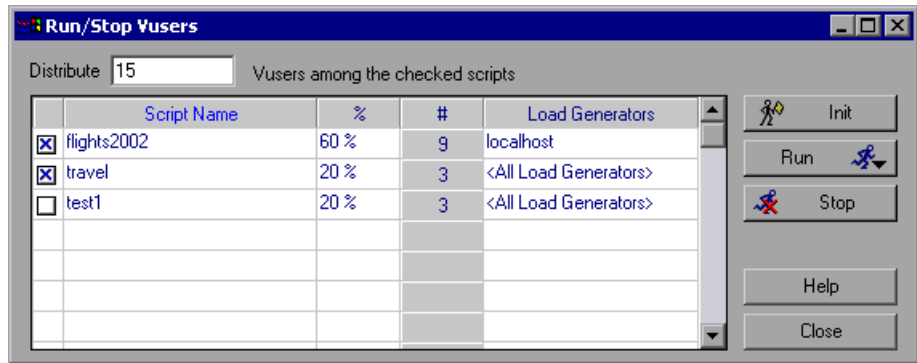 Run/Stop Vusers
Distribute 15 Vusers among the checked scripts
Script Name % # Load Generators
flights2002 60 % 9 localhost
travel 20 % 3 <All Load Generators>
test1 20 % 3 <All Load Generators>
Init
Run
Stop
Help
Close